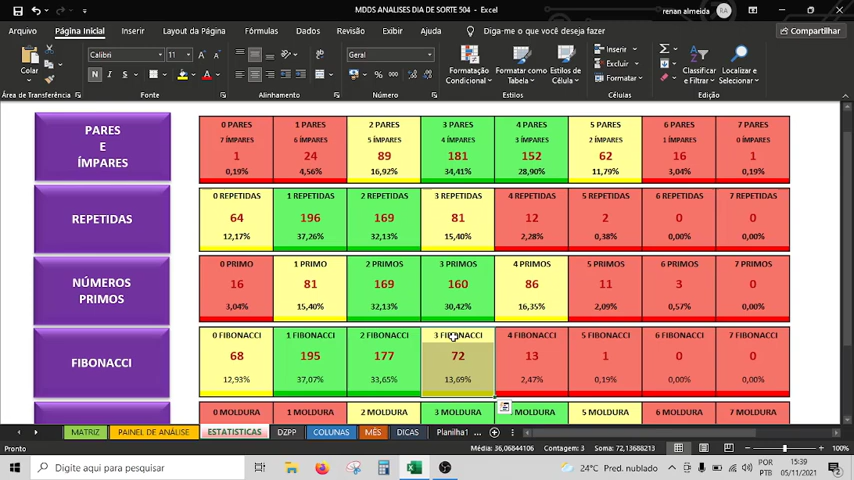 MDDS ANALISES DIA DE SORTE 504 - Excel
renan almeida RA
Arquivo Página Inicial Inserir Layout da Página Fórmulas Dados Revisão Exibir Ajuda Diga-me o que você deseja fazer Compartilhar
Colar
Calibri 11
N I S
Geral
Formatação Condicional
Formatar como Tabela
Estilos de Célula
Inserir
Excluir
Formatar
Classificar e Filtrar
Localizar e Selecionar
Área de Transferência Fonte Alinhamento Número Estilos Células Edição
PARES
E
ÍMPARES
0 PARES 1 PARES 2 PARES 3 PARES 4 PARES 5 PARES 6 PARES 7 PARES
7 ÍMPARES 6 ÍMPARES 5 ÍMPARES 4 ÍMPARES 3 ÍMPARES 2 ÍMPARES 1 ÍMPARES 0 ÍMPARES
1 24 89 181 152 62 16 1
0,19% 4,56% 16,92% 34,41% 28,90% 11,79% 3,04% 0,19%
REPETIDAS
0 REPETIDAS 1 REPETIDAS 2 REPETIDAS 3 REPETIDAS 4 REPETIDAS 5 REPETIDAS 6 REPETIDAS 7 REPETIDAS
64 196 169 81 12 2 0 0
12,17% 37,26% 32,13% 15,40% 2,28% 0,38% 0,00% 0,00%
NÚMEROS
PRIMOS
0 PRIMO 1 PRIMO 2 PRIMOS 3 PRIMOS 4 PRIMOS 5 PRIMOS 6 PRIMOS 7 PRIMOS
16 81 169 160 86 11 3 0
3,04% 15,40% 32,13% 30,42% 16,35% 2,09% 0,57% 0,00%
FIBONACCI
0 FIBONACCI 1 FIBONACCI 2 FIBONACCI 3 FIBONACCI 4 FIBONACCI 5 FIBONACCI 6 FIBONACCI 7 FIBONACCI
68 195 177 72 13 1 0 0
12,93% 37,07% 33,65% 13,69% 2,47% 0,19% 0,00% 0,00%
0 MOLDURA 1 MOLDURA 2 MOLDURA 3 MOLDURA MOLDURA 5 MOLDURA 6 MOLDURA 7 MOLDURA
MATRIZ PAINEL DE ANÁLISE ESTATISTICAS DZPP COLUNAS MÊS DICAS Planilha1 ...
Pronto Média: 36,06844106 Contagem: 3 Soma: 72,13688213 100%
Digite aqui para pesquisar
24°C Pred. nublado
POR
PTB
15:39
05/11/2021
2